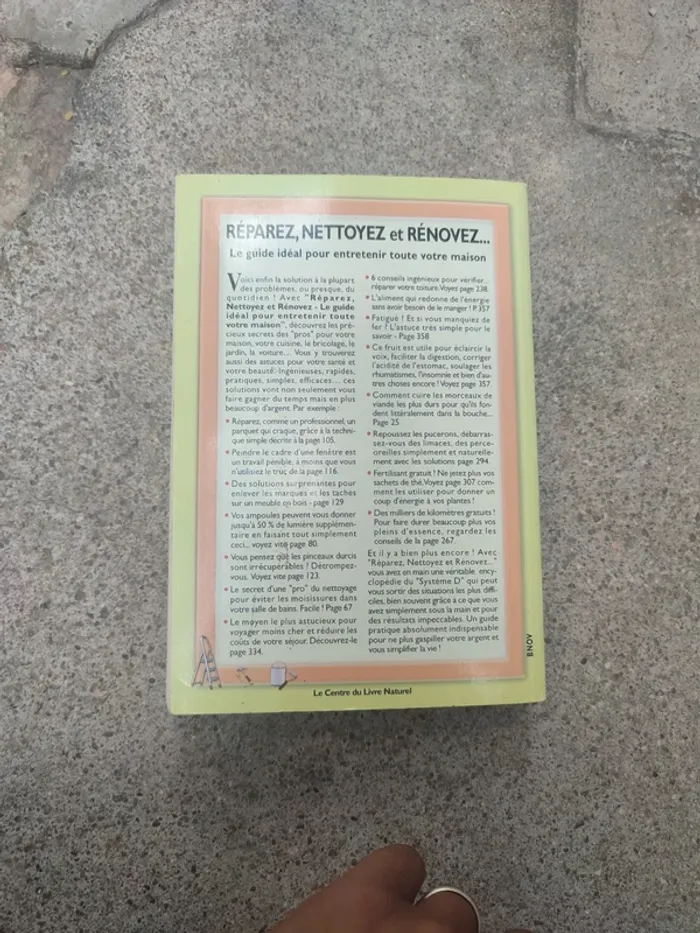 RÉPAREZ, NETTOYEZ et RÉNOVEZ...
Le guide idéal pour entretenir toute votre maison
Voici enfin la solution à la plupart
des problèmes, ou presque, du
quotidien ! Avec "Réparez,
Nettoyez et Rénovez - Le guide
idéal pour entretenir toute
votre maison", découvrez les pré-
cieux secrets des "pros" pour votre
maison, votre cuisine, le bricolage, le
jardin, la voiture... Vous y trouverez
aussi des astuces pour votre santé et
votre beauté. Ingénieuses, rapides,
pratiques, simples, efficaces... ces
solutions vont non seulement vous
faire gagner du temps mais en plus
beaucoup d'argent. Par exemple :
• Réparez, comme un professionnel, un
parquet qui craque, grâce à la techni-
que simple décrite à la page 105.
• Peindre le cadre d'une fenêtre est
un travail pénible, à moins que vous
n'utilisiez le truc de la page 116.
• Des solutions surprenantes pour
enlever les marques et les taches
sur un meuble en bois - page 129
• Vos ampoules peuvent vous donner
jusqu'à 50 % de lumière supplémen-
taire en faisant tout simplement
ceci... voyez vite page 80.
• Vous pensez que les pinceaux durcis
sont irrécupérables ! Détrompez-
vous. Voyez vite page 123.
• Le secret d'une "pro" du nettoyage
pour éviter les moisissures dans
votre salle de bains. Facile ! Page 67
• Le moyen le plus astucieux pour
voyager moins cher et réduire les
coûts de votre séjour. Découvrez-le
page 334.
• 6 conseils ingénieux pour vérifier...
réparer votre toiture. Voyez page 238.
• L'aliment qui redonne de l'énergie
sans avoir besoin de le manger ! P.357
• Fatigué ! Et si vous manquiez de
fer ? L'astuce très simple pour le
savoir - Page 358
• Ce fruit est utile pour éclaircir la
voix, faciliter la digestion, corriger
l'acidité de l'estomac, soulager les
rhumatismes, l'insomnie et bien d'au-
tres choses encore ! Voyez page 357.
• Comment cuire les morceaux de
viande les plus durs pour qu'ils fon-
dent littéralement dans la bouche...
Page 25
• Repoussez les pucerons, débarras-
sez-vous des limaces, des perce-
oreilles simplement et naturelle-
ment avec les solutions page 294.
• Fertilisant gratuit ! Ne jetez plus vos
sachets de thé. Voyez page 307 com-
ment les utiliser pour donner un
coup d'énergie à vos plantes !
• Des milliers de kilomètres gratuits !
Pour faire durer beaucoup plus vos
pleins d'essence, regardez les
conseils de la page 267.
Et il y a bien plus encore ! Avec
"Réparez, Nettoyez et Rénovez..."
vous avez en main une véritable ency-
clopédie du "Système D" qui peut
vous sortir des situations les plus diffi-
ciles, bien souvent grâce à ce que vous
avez simplement sous la main et pour
des résultats impeccables. Un guide
pratique absolument indispensable
pour ne plus gaspiller votre argent et
vous simplifier la vie !
BNOV
Le Centre du Livre Naturel